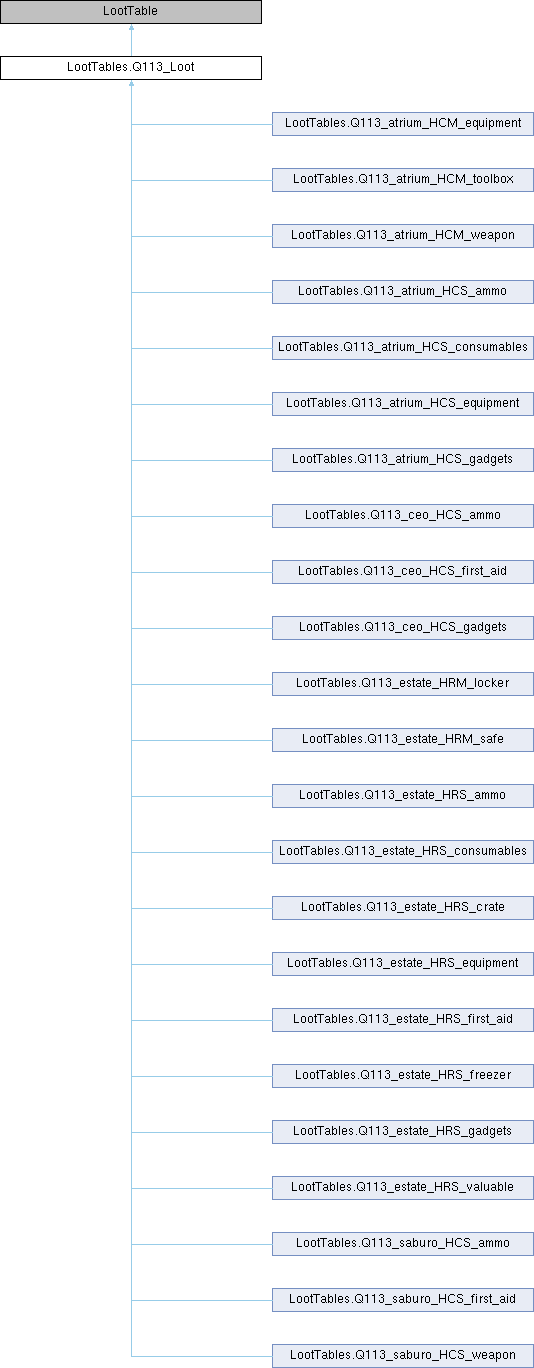 LootTable
LootTables.Q113_Loot
LootTables.Q113_atrium_HCM_equipment
LootTables.Q113_atrium_HCM_toolbox
LootTables.Q113_atrium_HCM_weapon
LootTables.Q113_atrium_HCS_ammo
LootTables.Q113_atrium_HCS_consumables
LootTables.Q113_atrium_HCS_equipment
LootTables.Q113_atrium_HCS_gadgets
LootTables.Q113_ceo_HCS_ammo
LootTables.Q113_ceo_HCS_first_aid
LootTables.Q113_ceo_HCS_gadgets
LootTables.Q113_estate_HRM_locker
LootTables.Q113_estate_HRM_safe
LootTables.Q113_estate_HRS_ammo
LootTables.Q113_estate_HRS_consumables
LootTables.Q113_estate_HRS_crate
LootTables.Q113_estate_HRS_equipment
LootTables.Q113_estate_HRS_first_aid
LootTables.Q113_estate_HRS_freezer
LootTables.Q113_estate_HRS_gadgets
LootTables.Q113_estate_HRS_valuable
LootTables.Q113_saburo_HCS_ammo
LootTables.Q113_saburo_HCS_first_aid
LootTables.Q113_saburo_HCS_weapon